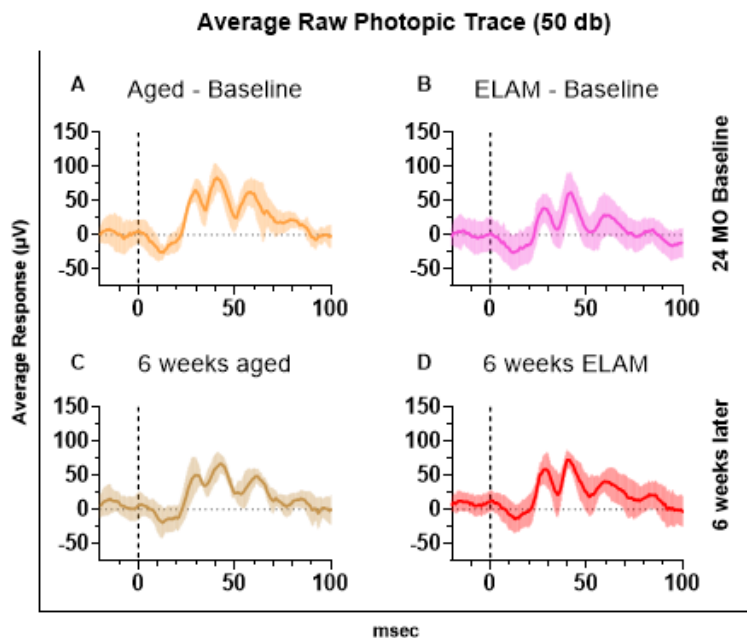 Average Raw Photopic Trace (50 db)
A Aged - Baseline
B ELAM - Baseline
150
100
50
0
-50
0 50 100
150
100
50
0
-50
0 50 100
24 MO Baseline
Average Response (µV)
C 6 weeks aged
D 6 weeks ELAM
150
100
50
0
-50
0 50 100
150
100
50
0
-50
0 50 100
6 weeks later
msec